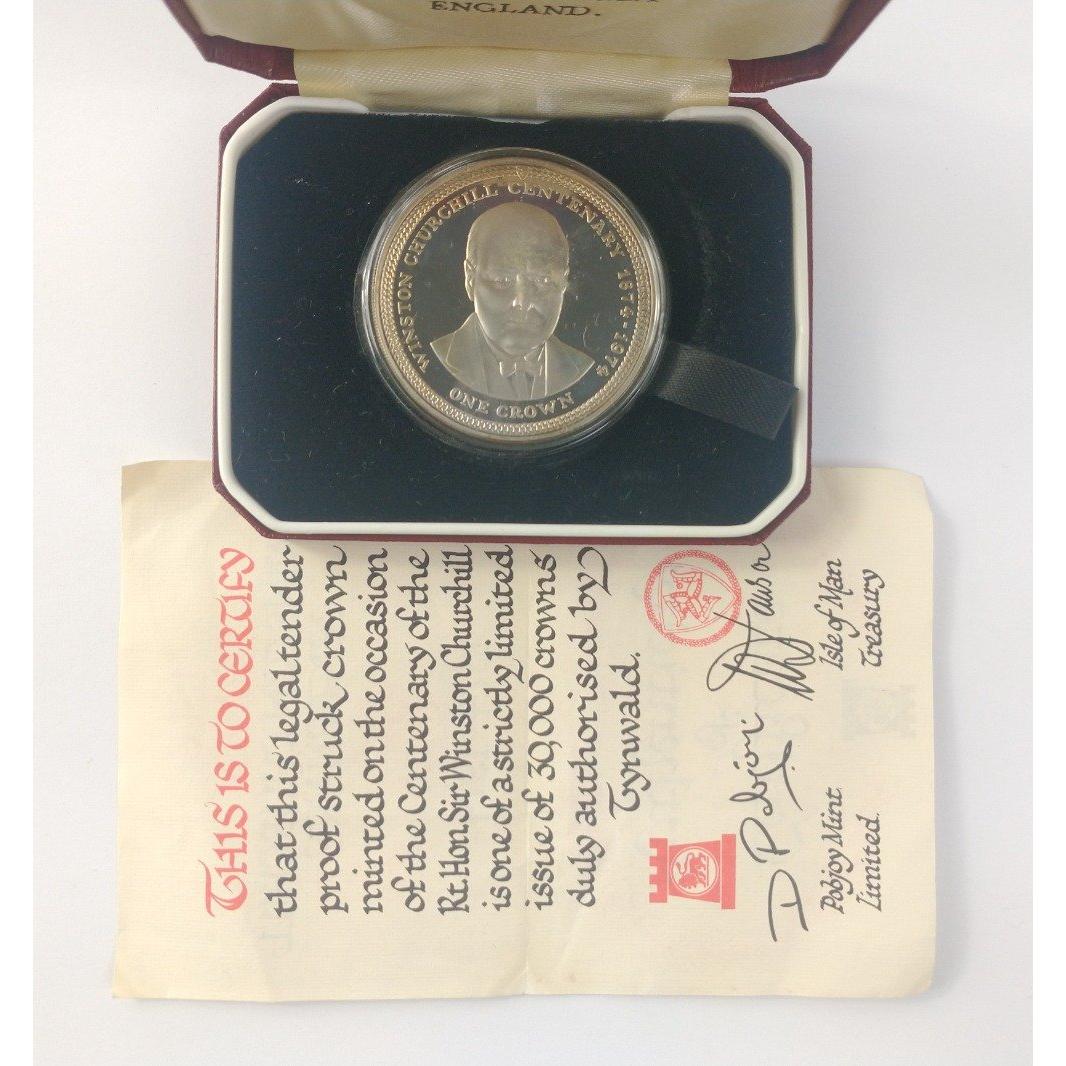 ENGLAND.
WINSTON CHURCHILL CENTENARY 1874-1974
ONE CROWN
THIS IS TO CERTIFY
that this legal tender
proof struck crown
minted on the occasion
of the Centenary of the
Rt. Hon Sir Winston Churchill
is one of a strictly limited
issue of 30,000 crowns
duly authorised by
Tynwald.
D Pobjoy
Pobjoy Mint
Limited.
Isle of Man
Treasury